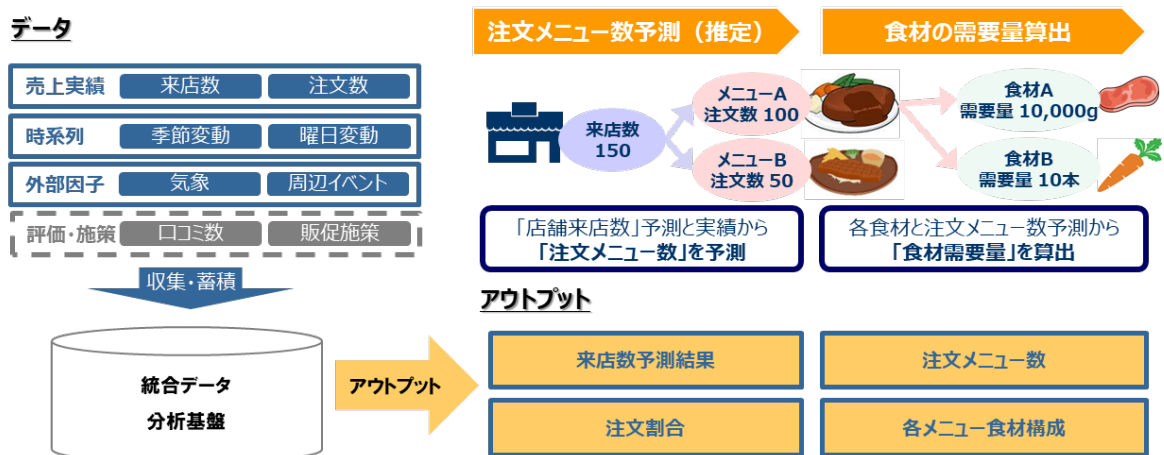 データ
売上実績 来店数 注文数
時系列 季節変動 曜日変動
外部因子 気象 周辺イベント
評価・施策 口コミ数 販促施策
収集・蓄積
統合データ
分析基盤
アウトプット
注文メニュー数予測（推定）
来店数
150
メニューA
注文数 100
メニューB
注文数 50
「店舗来店数」予測と実績から
「注文メニュー数」を予測
食材の需要量算出
食材A
需要量 10,000g
食材B
需要量 10本
各食材と注文メニュー数予測から
「食材需要量」を算出
アウトプット
来店数予測結果 注文メニュー数
注文割合 各メニュー食材構成